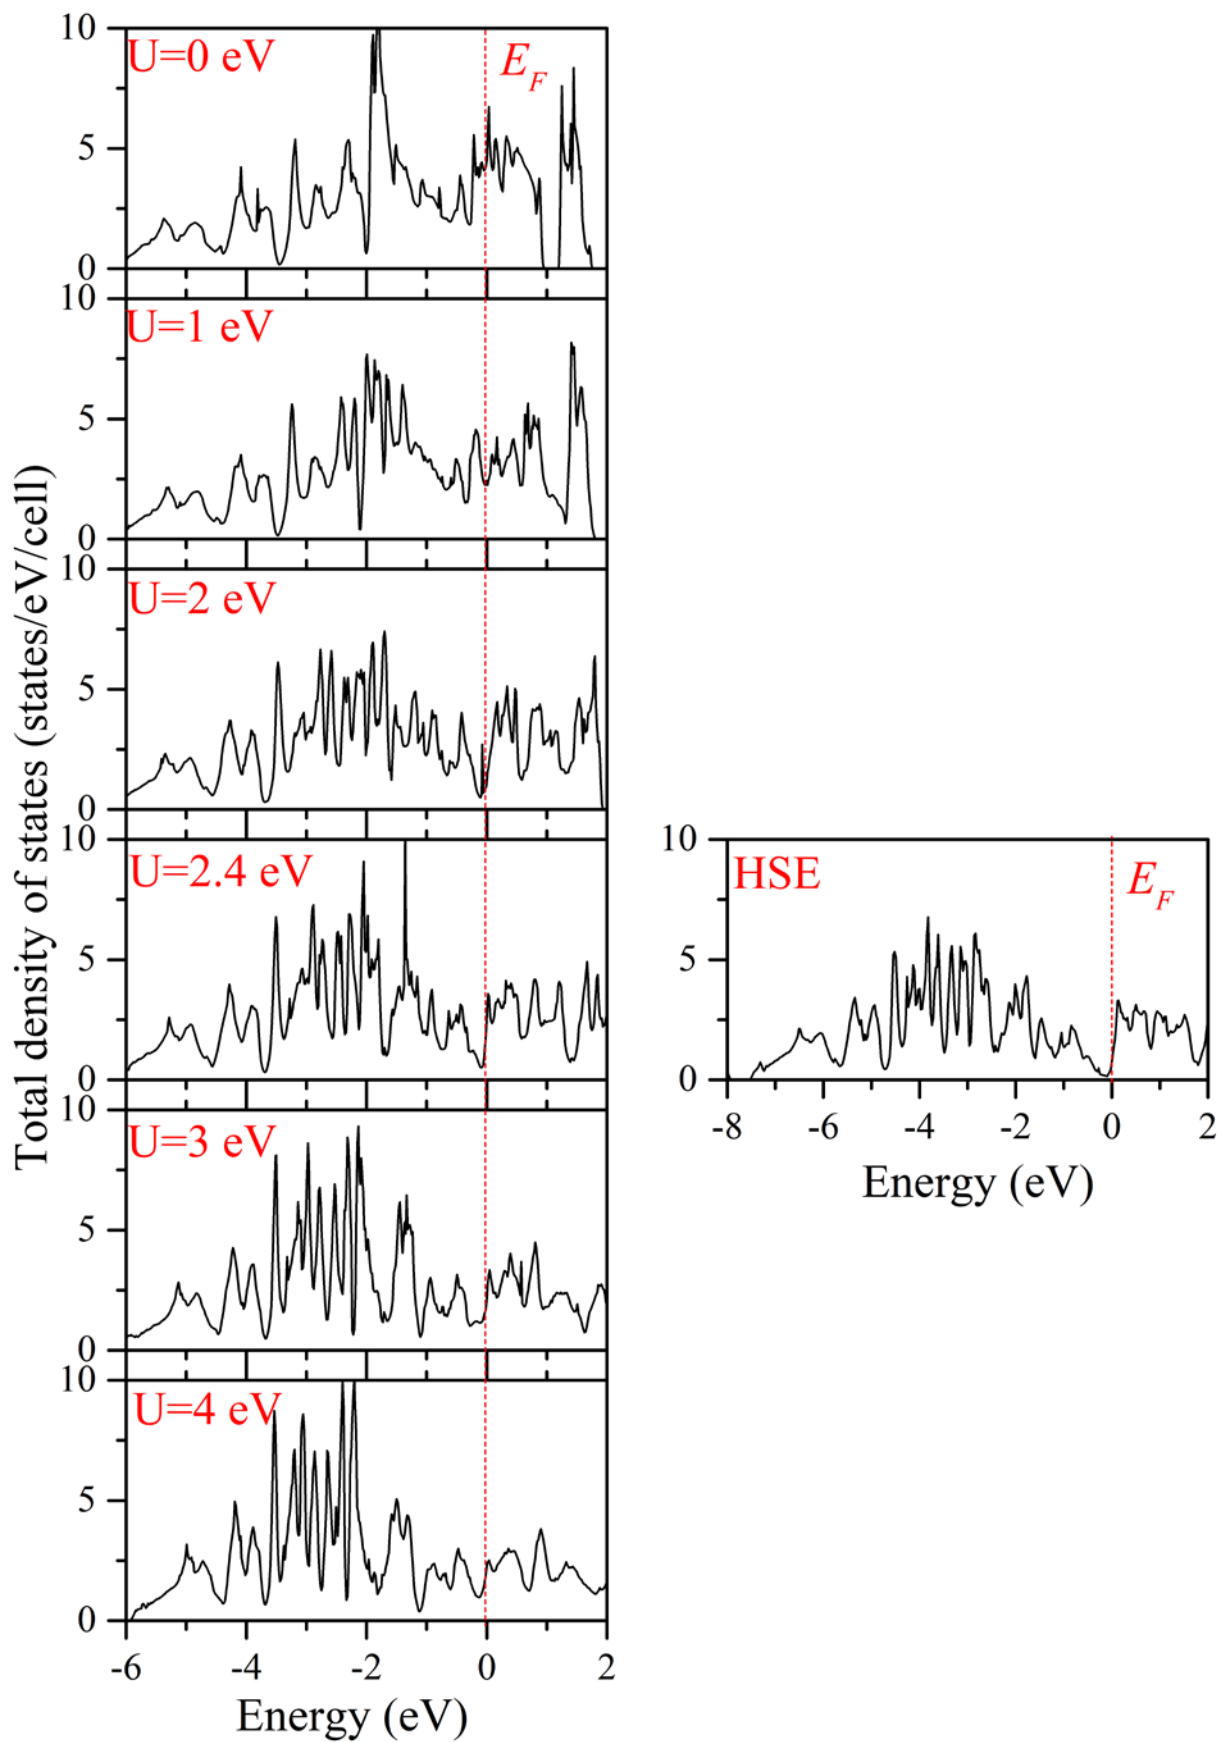 Total density of states (states/eV/cell)
10
U=0 eV
E_F
5
0
10
U=1 eV
5
0
10
U=2 eV
5
0
10
U=2.4 eV
5
0
10
U=3 eV
5
0
10
U=4 eV
5
0
-6 -4 -2 0 2
Energy (eV)
10
HSE
E_F
5
0
-8 -6 -4 -2 0 2
Energy (eV)